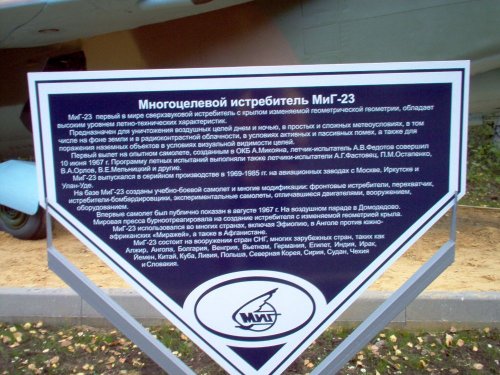 Многоцелевой истребитель МиГ-23
МиГ-23 первый в мире сверхзвуковой истребитель с крылом изменяемой геометрической геометрии, обладает
высоким уровнем летно-технических характеристик.
Предназначен для уничтожения воздушных целей днем и ночью, в простых и сложных метеоусловиях, в том
числе на фоне земли и в радиоконтрастной облачности, в условиях активных и пассивных помех, а также для
поражения наземных объектов в условиях визуальной видимости целей.
Первый вылет на опытном самолете, созданным в ОКБ А.Микояна, летчик-испытатель А.В.Федотов совершил
10 июня 1967 г. Программу летных испытаний выполняли также летчики-испытатели А.Г.Фастовец, П.М.Остапенко,
В.А.Орлов, В.Е.Меницкий и другие.
МиГ-23 выпускался в серийном производстве в 1969-1985 гг. на авиационных заводах с Москве, Иркутске и
Улан-Удэ.
На базе МиГ-23 созданы учебно-боевой самолет и многие модификации: фронтовые истребители, перехватчик,
истребители-бомбардировщики, экспериментальные самолеты, отличавшиеся двигателями, вооружением,
оборудованием.
Впервые самолет был публично показан в августе 1967 г. На воздушном параде в Домодедово.
Мировая пресса бурно отреагировала на создание истребителя с изменяемой геометрией крыла.
МиГ-23 использовался во многих странах, включая Эфиопию, в Анголе против южно-
африканских «Миражей», а также в Афганистане.
МиГ-23 состоит на вооружении стран СНГ, многих зарубежных стран, таких как
Алжир, Ангола, Болгария, Венгрия, Вьетнам, Германия, Египет, Индия, Ирак,
Йемен, Китай, Куба, Ливия, Польша, Северная Корея, Сирия, Судан, Чехия
и Словакия.
МиГ